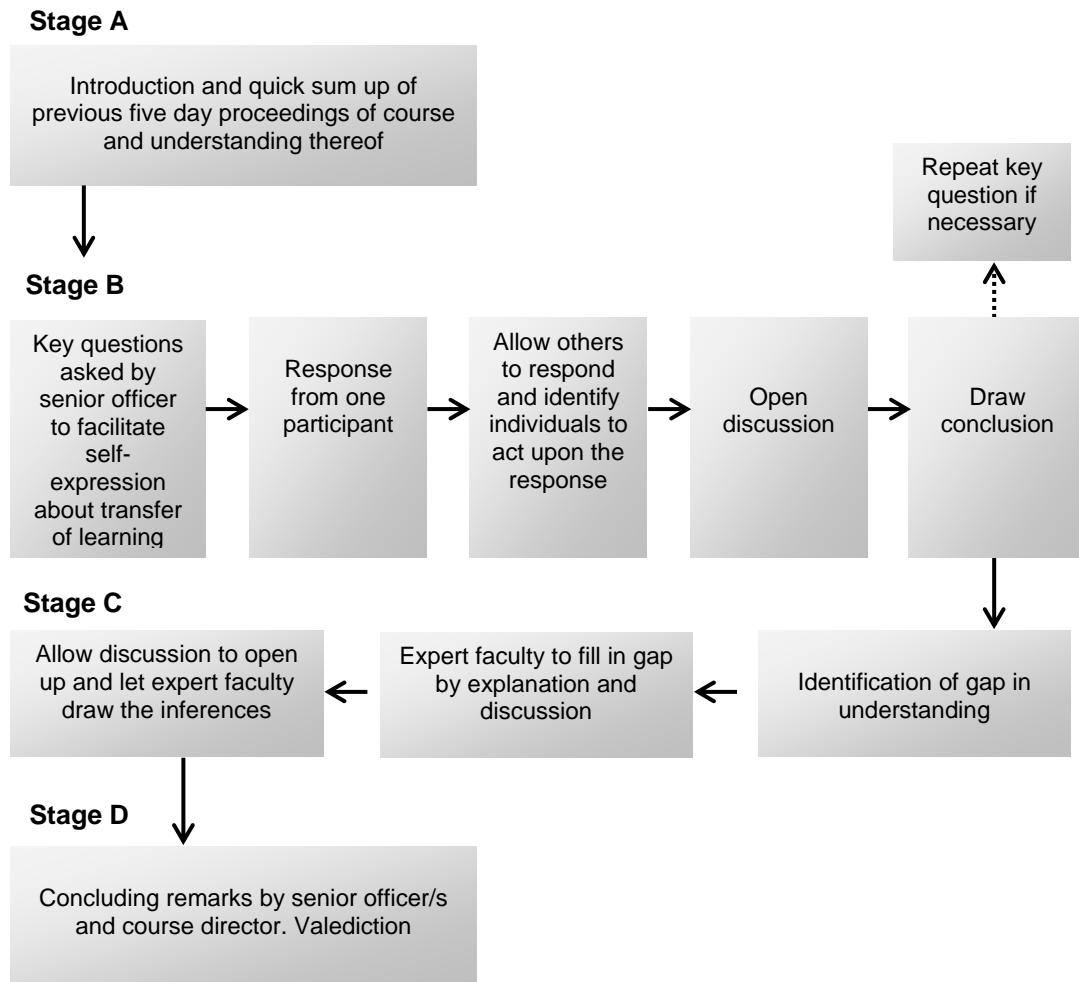 Stage A
Introduction and quick sum up of
previous five day proceedings of course
and understanding thereof
Repeat key
question if
necessary
Stage B
Key questions
asked by
senior officer
to facilitate
self-
expression
about transfer
of learning
Response
from one
participant
Allow others
to respond
and identify
individuals to
act upon the
response
Open
discussion
Draw
conclusion
Stage C
Identification of gap in
understanding
Expert faculty to fill in gap
by explanation and
discussion
Allow discussion to open
up and let expert faculty
draw the inferences
Stage D
Concluding remarks by senior officer/s
and course director. Valediction